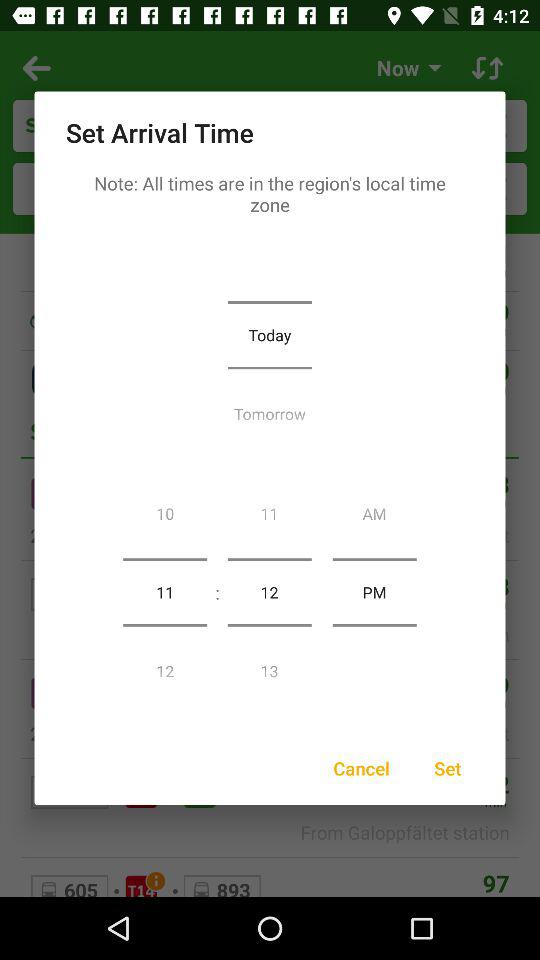 4:12
Now
Set Arrival Time
Note: All times are in the region's local time
zone
Today
Tomorrow
10 11 AM
11 : 12 PM
12 13
Cancel Set
From Galoppfältet station
605 • T14 • 893 97